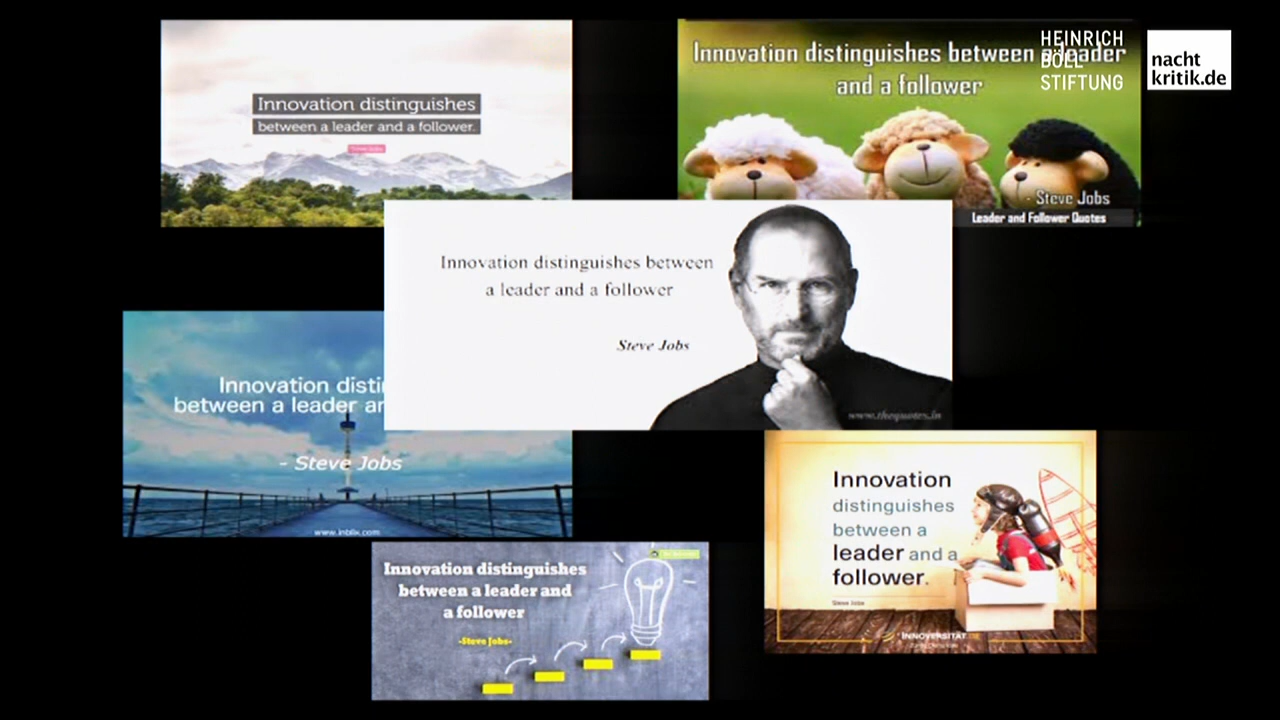 Innovation distinguishes
between a leader and a follower.
Steve Jobs
Innovation distinguishes between a leader
and a follower
- Steve Jobs
Leader and Follower Quotes
HEINRICH
BÖLL
STIFTUNG
nacht
kritik.de
Innovation distinguishes between
a leader and a follower
Steve Jobs
Innovation disti
between a leader an
- Steve Jobs
www.inblix.com
Innovation
distinguishes
between a
leader and a
follower.
Steve Jobs
INNOVERSITÄT.DE
Innovation distinguishes
between a leader and
a follower
-Steve Jobs-